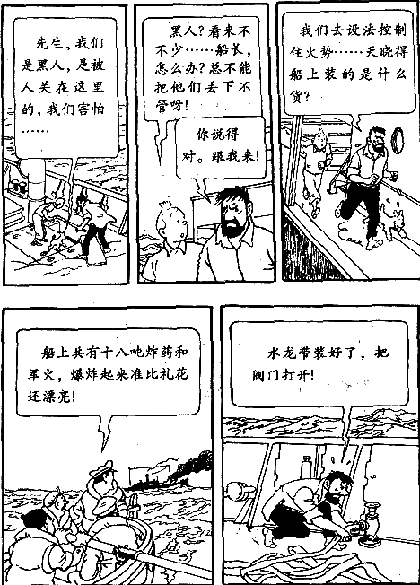 先生，我们
是黑人，是被
人关在这里
的，我们害怕
……
黑人？看来不
不少……船长，
怎么办？总不能
把他们丢下不
管呀！
你说得
对。跟我来！
我们去设法控制
住火势……天晓得
船上装的是什么
货？
船上共有十八吨炸药和
军火，爆炸起来准比礼花
还漂亮！
水龙带装好了，把
阀门打开！